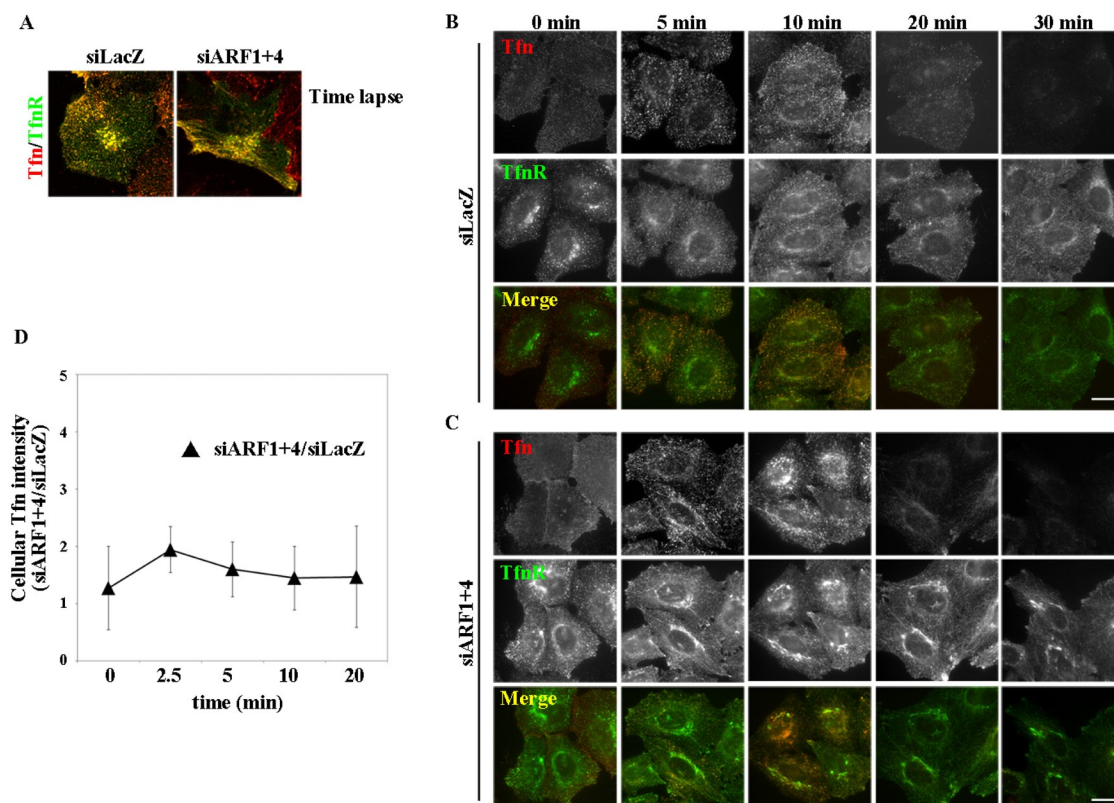 A
siLacZ siARF1+4
Tfn/TfnR
Time lapse
B
0 min 5 min 10 min 20 min 30 min
siLacZ
Tfn
TfnR
Merge
C
siARF1+4
Tfn
TfnR
Merge
D
Cellular Tfn intensity
(siARF1+4/siLacZ)
5
4
3
2
1
0
siARF1+4/siLacZ
0 2.5 5 10 20
time (min)